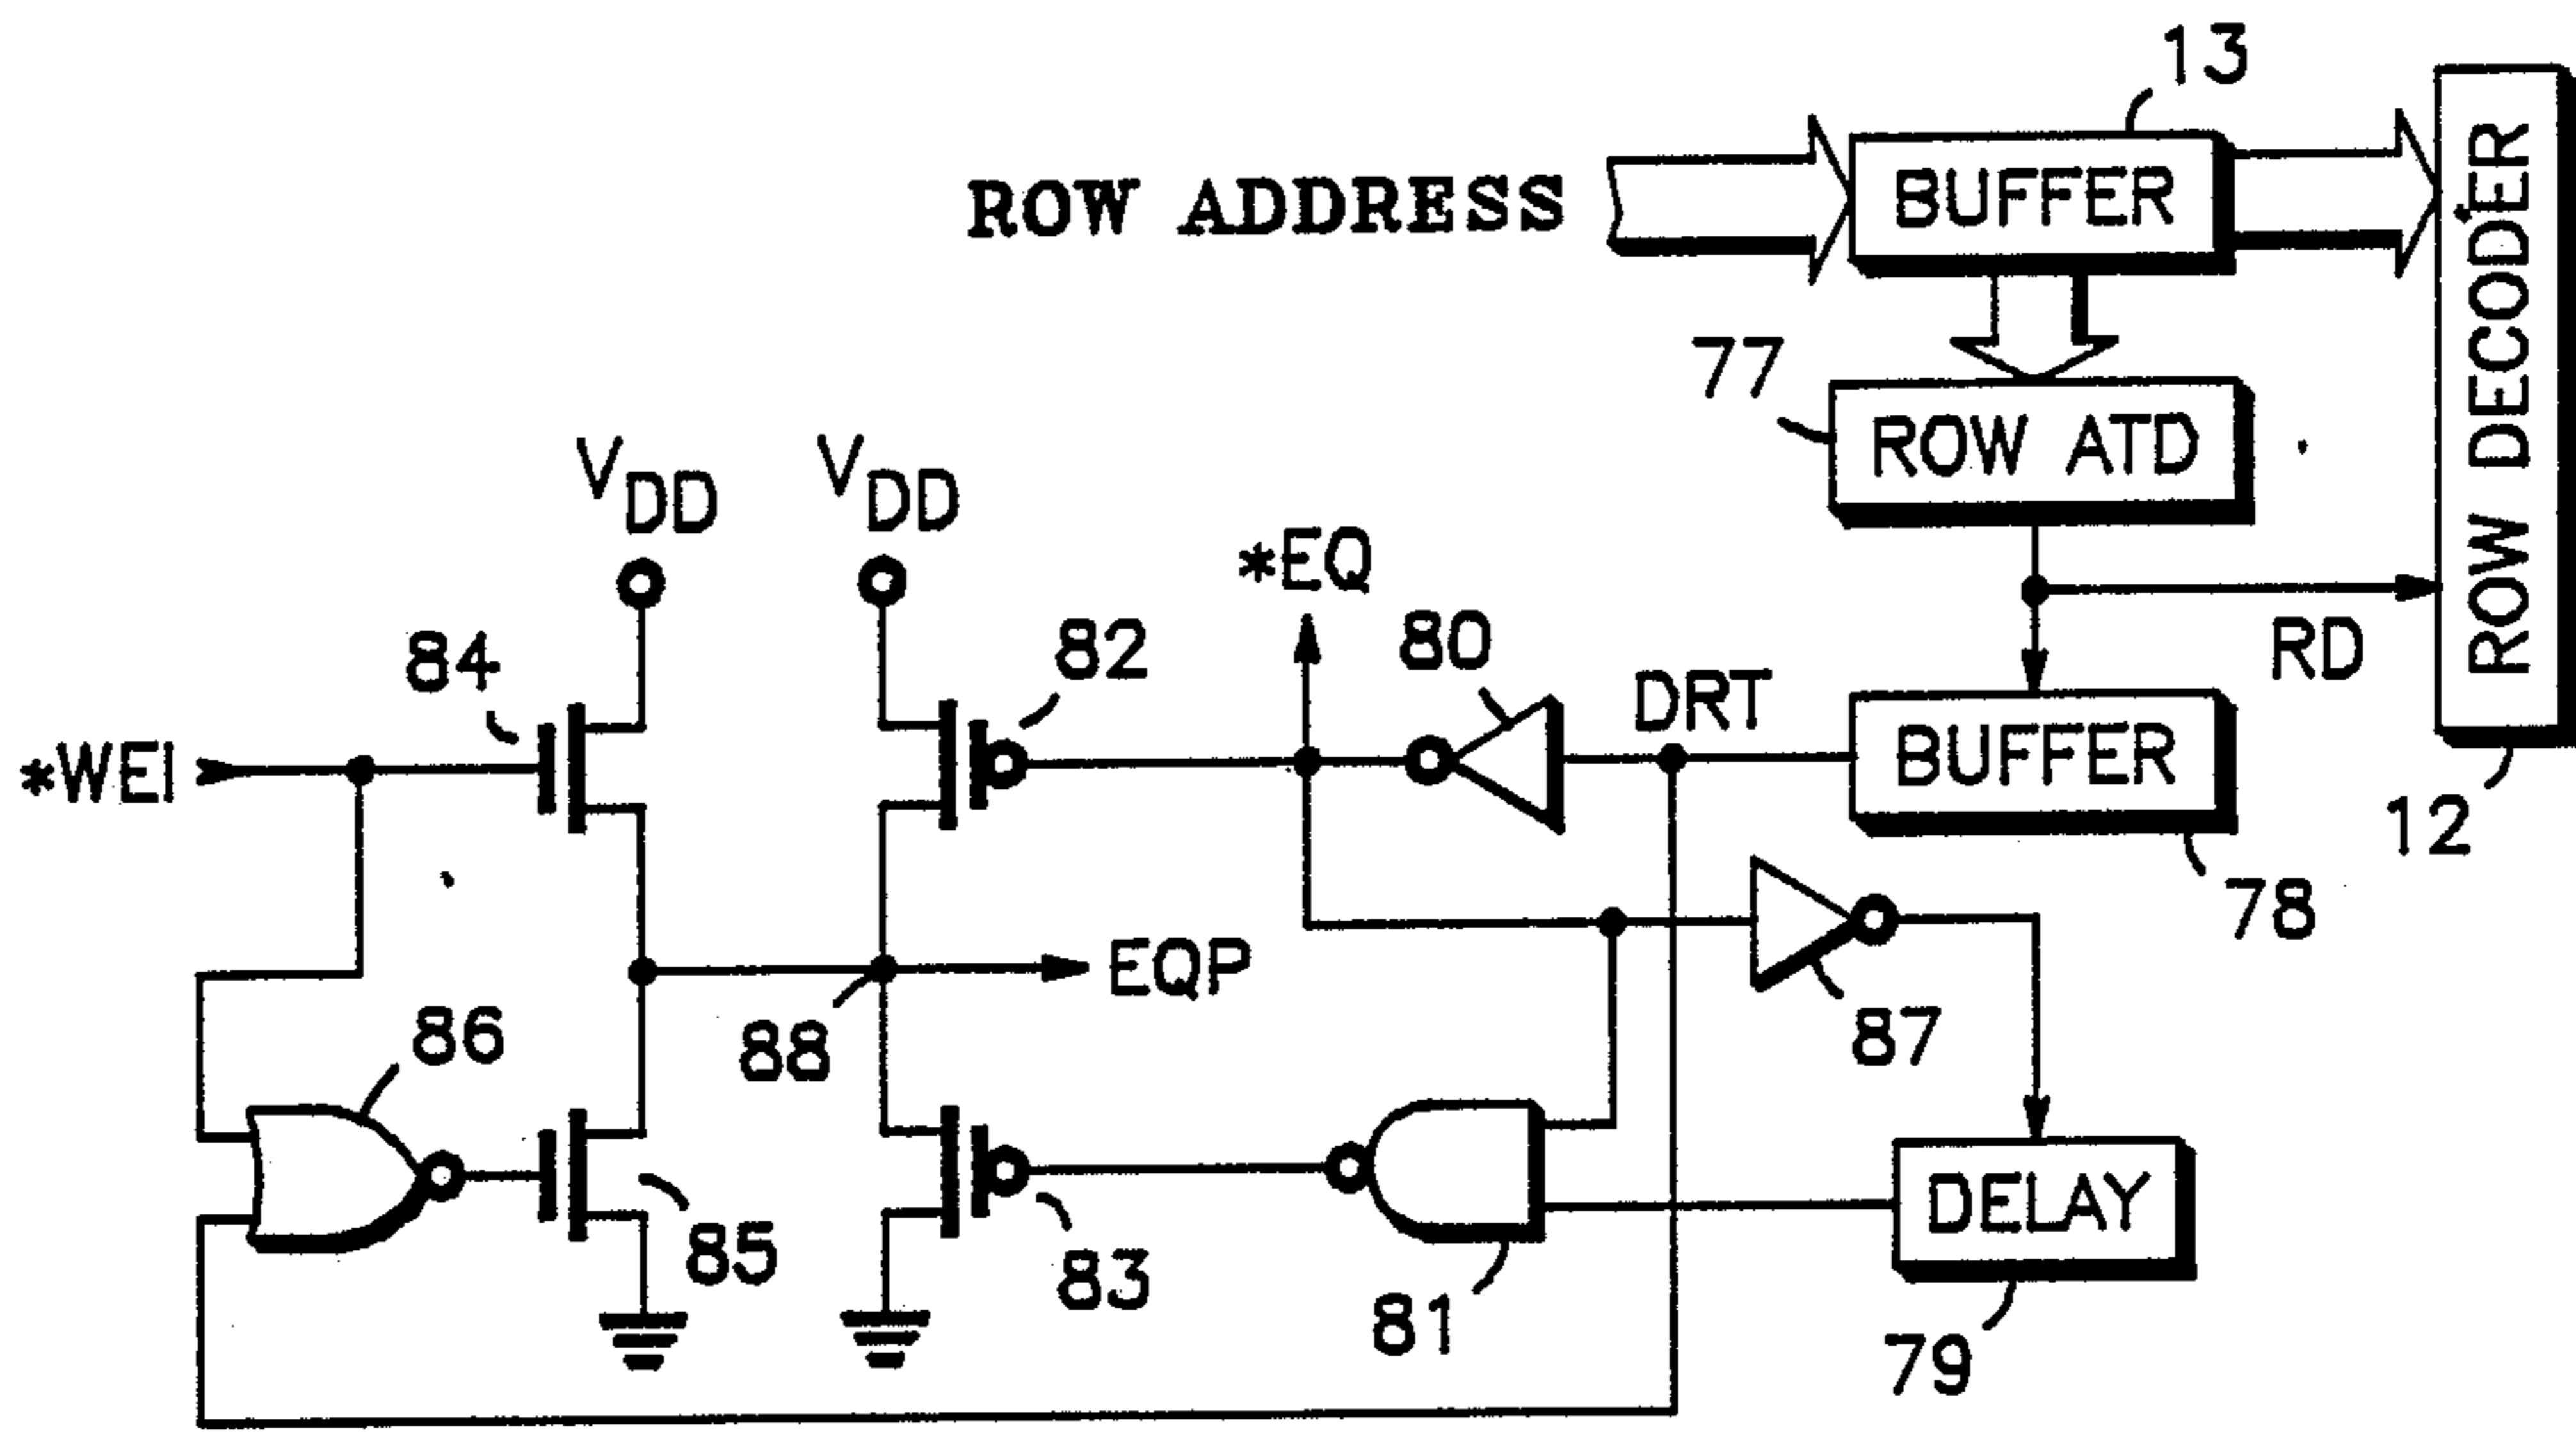 13
ROW ADDRESS
BUFFER
ROW DECODER
77
ROW ATD
VDD
VDD
*EQ
84
82
80
DRT
RD
*WEI
BUFFER
12
78
EQP
86
88
87
85
83
81
DELAY
79